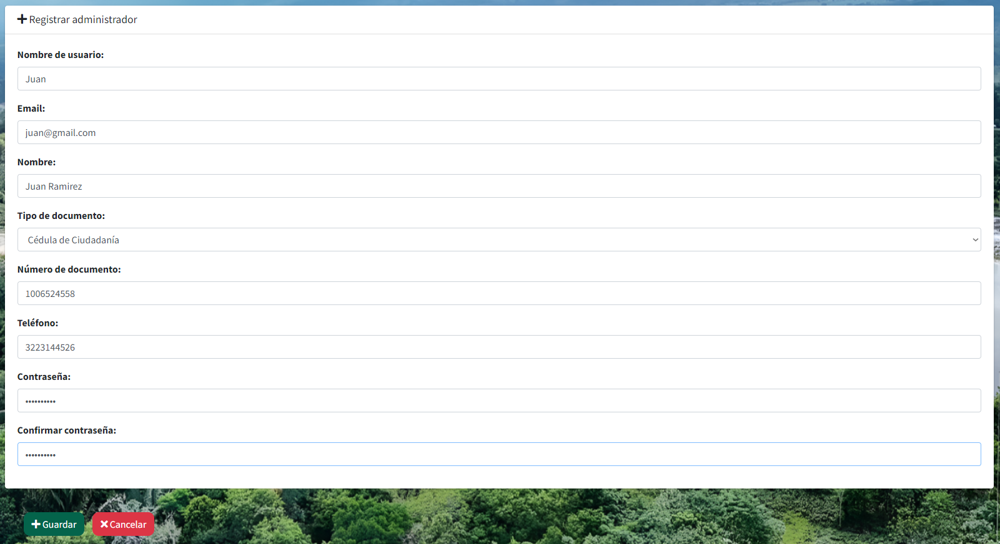 Registrar administrador
Nombre de usuario:
Juan
Email:
juan@gmail.com
Nombre:
Juan Ramirez
Tipo de documento:
Cédula de Ciudadanía
Número de documento:
1006524558
Teléfono:
3223144526
Contraseña:
••••••••••
Confirmar contraseña:
••••••••••
Guardar Cancelar